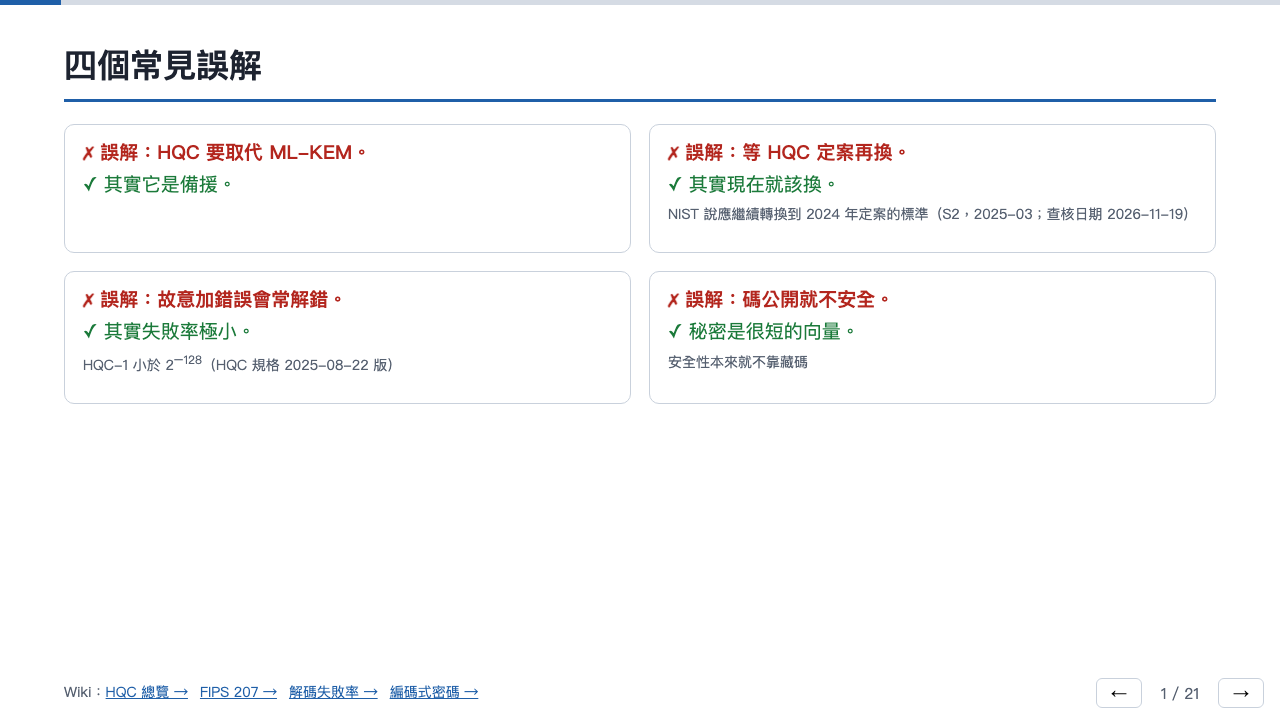 四個常見誤解
✗ 誤解：HQC 要取代 ML-KEM。
✓ 其實它是備援。
✗ 誤解：等 HQC 定案再換。
✓ 其實現在就該換。
NIST 說應繼續轉換到 2024 年定案的標準（S2，2025-03；查核日期 2026-11-19）
✗ 誤解：故意加錯誤會常解錯。
✓ 其實失敗率極小。
HQC-1 小於 2⁻¹²⁸（HQC 規格 2025-08-22 版）
✗ 誤解：碼公開就不安全。
✓ 秘密是很短的向量。
安全性本來就不靠藏碼
Wiki：HQC 總覽 → FIPS 207 → 解碼失敗率 → 編碼式密碼 →
← 1 / 21 →